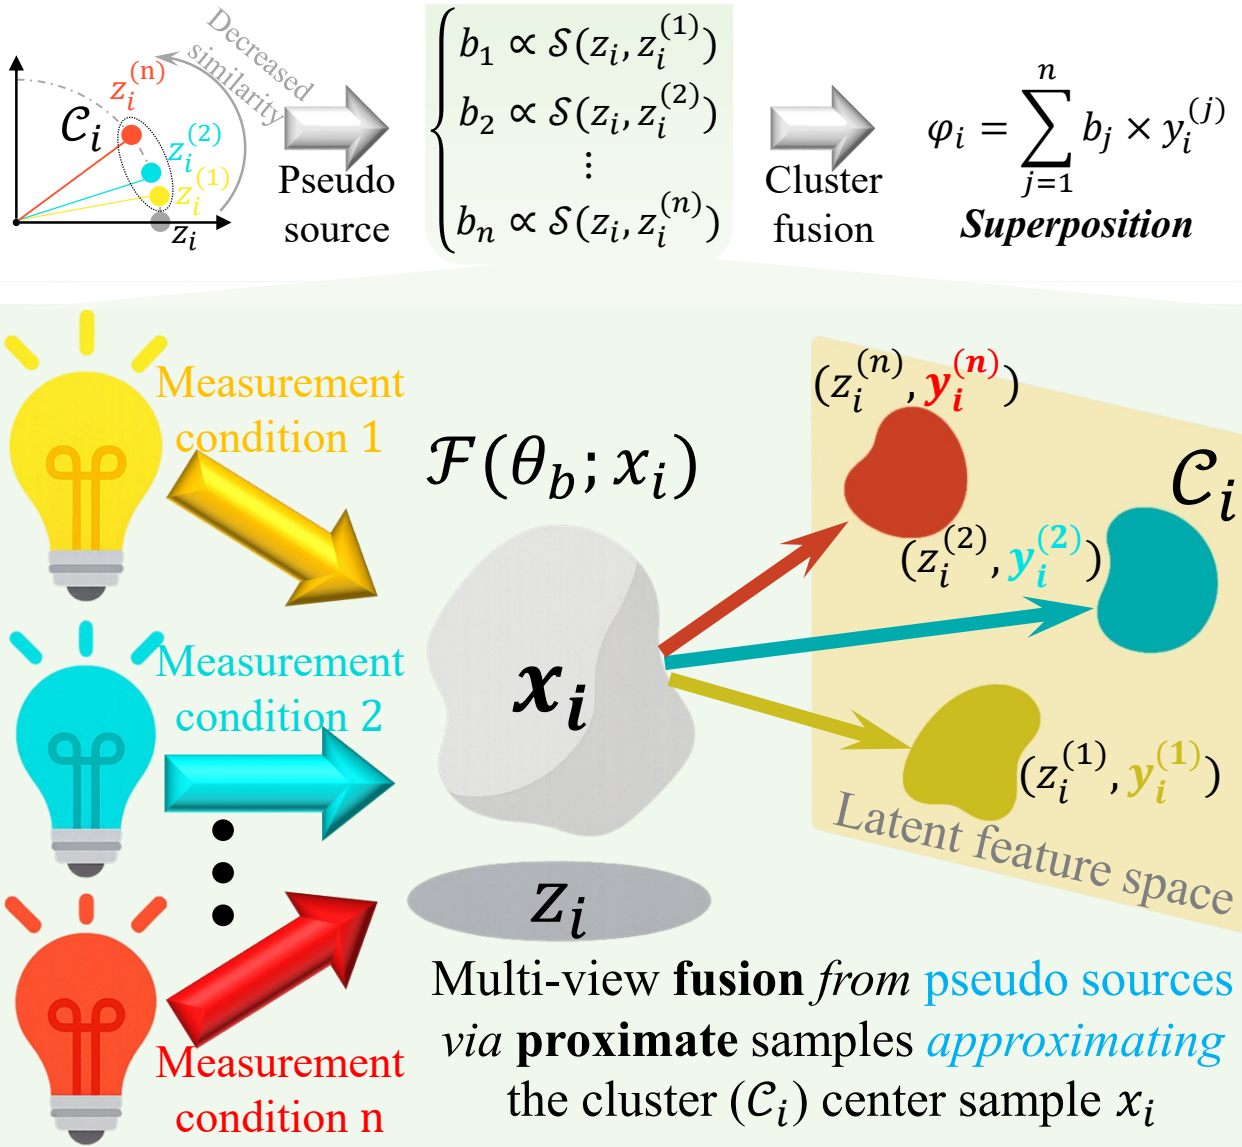 Decreased
similarity
z_i^{(n)}
𝒞_i
z_i^{(2)}
z_i^{(1)}
z_i
Pseudo
source
b_1 ∝ 𝒮(z_i, z_i^{(1)})
b_2 ∝ 𝒮(z_i, z_i^{(2)})
⋮
b_n ∝ 𝒮(z_i, z_i^{(n)})
Cluster
fusion
φ_i = \sum_{j=1}^{n} b_j × y_i^{(j)}
Superposition
Measurement
condition 1
Measurement
condition 2
Measurement
condition n
ℱ(θ_b; x_i)
x_i
z_i
(z_i^{(n)}, y_i^{(n)})
𝒞_i
(z_i^{(2)}, y_i^{(2)})
(z_i^{(1)}, y_i^{(1)})
Latent feature space
Multi-view fusion from pseudo sources
via proximate samples approximating
the cluster (𝒞_i) center sample x_i